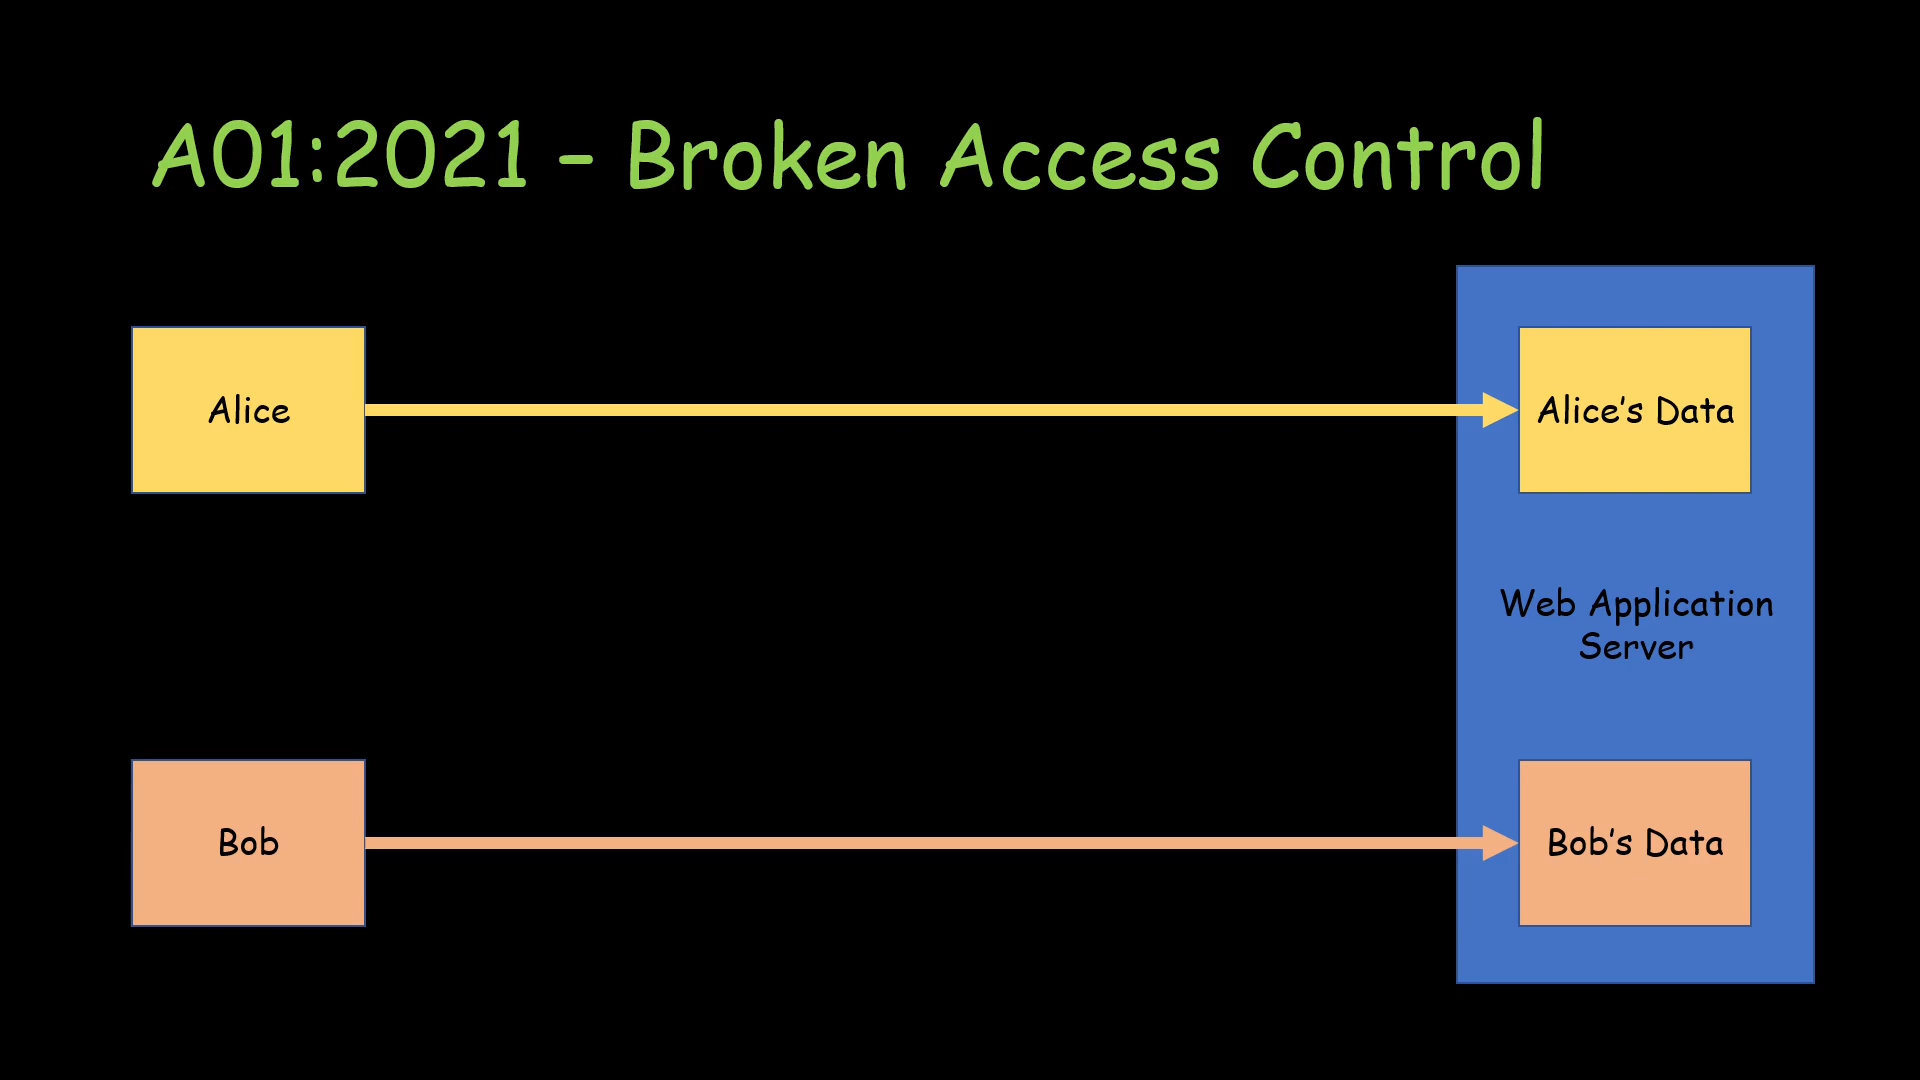 A01:2021 – Broken Access Control
Alice
Alice's Data
Web Application
Server
Bob
Bob's Data